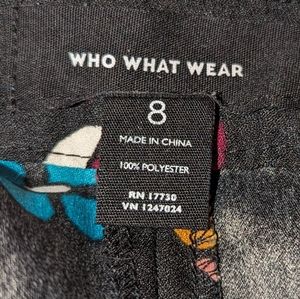 WHO WHAT WEAR
8
MADE IN CHINA
100% POLYESTER
RN 17730
VN 1247024